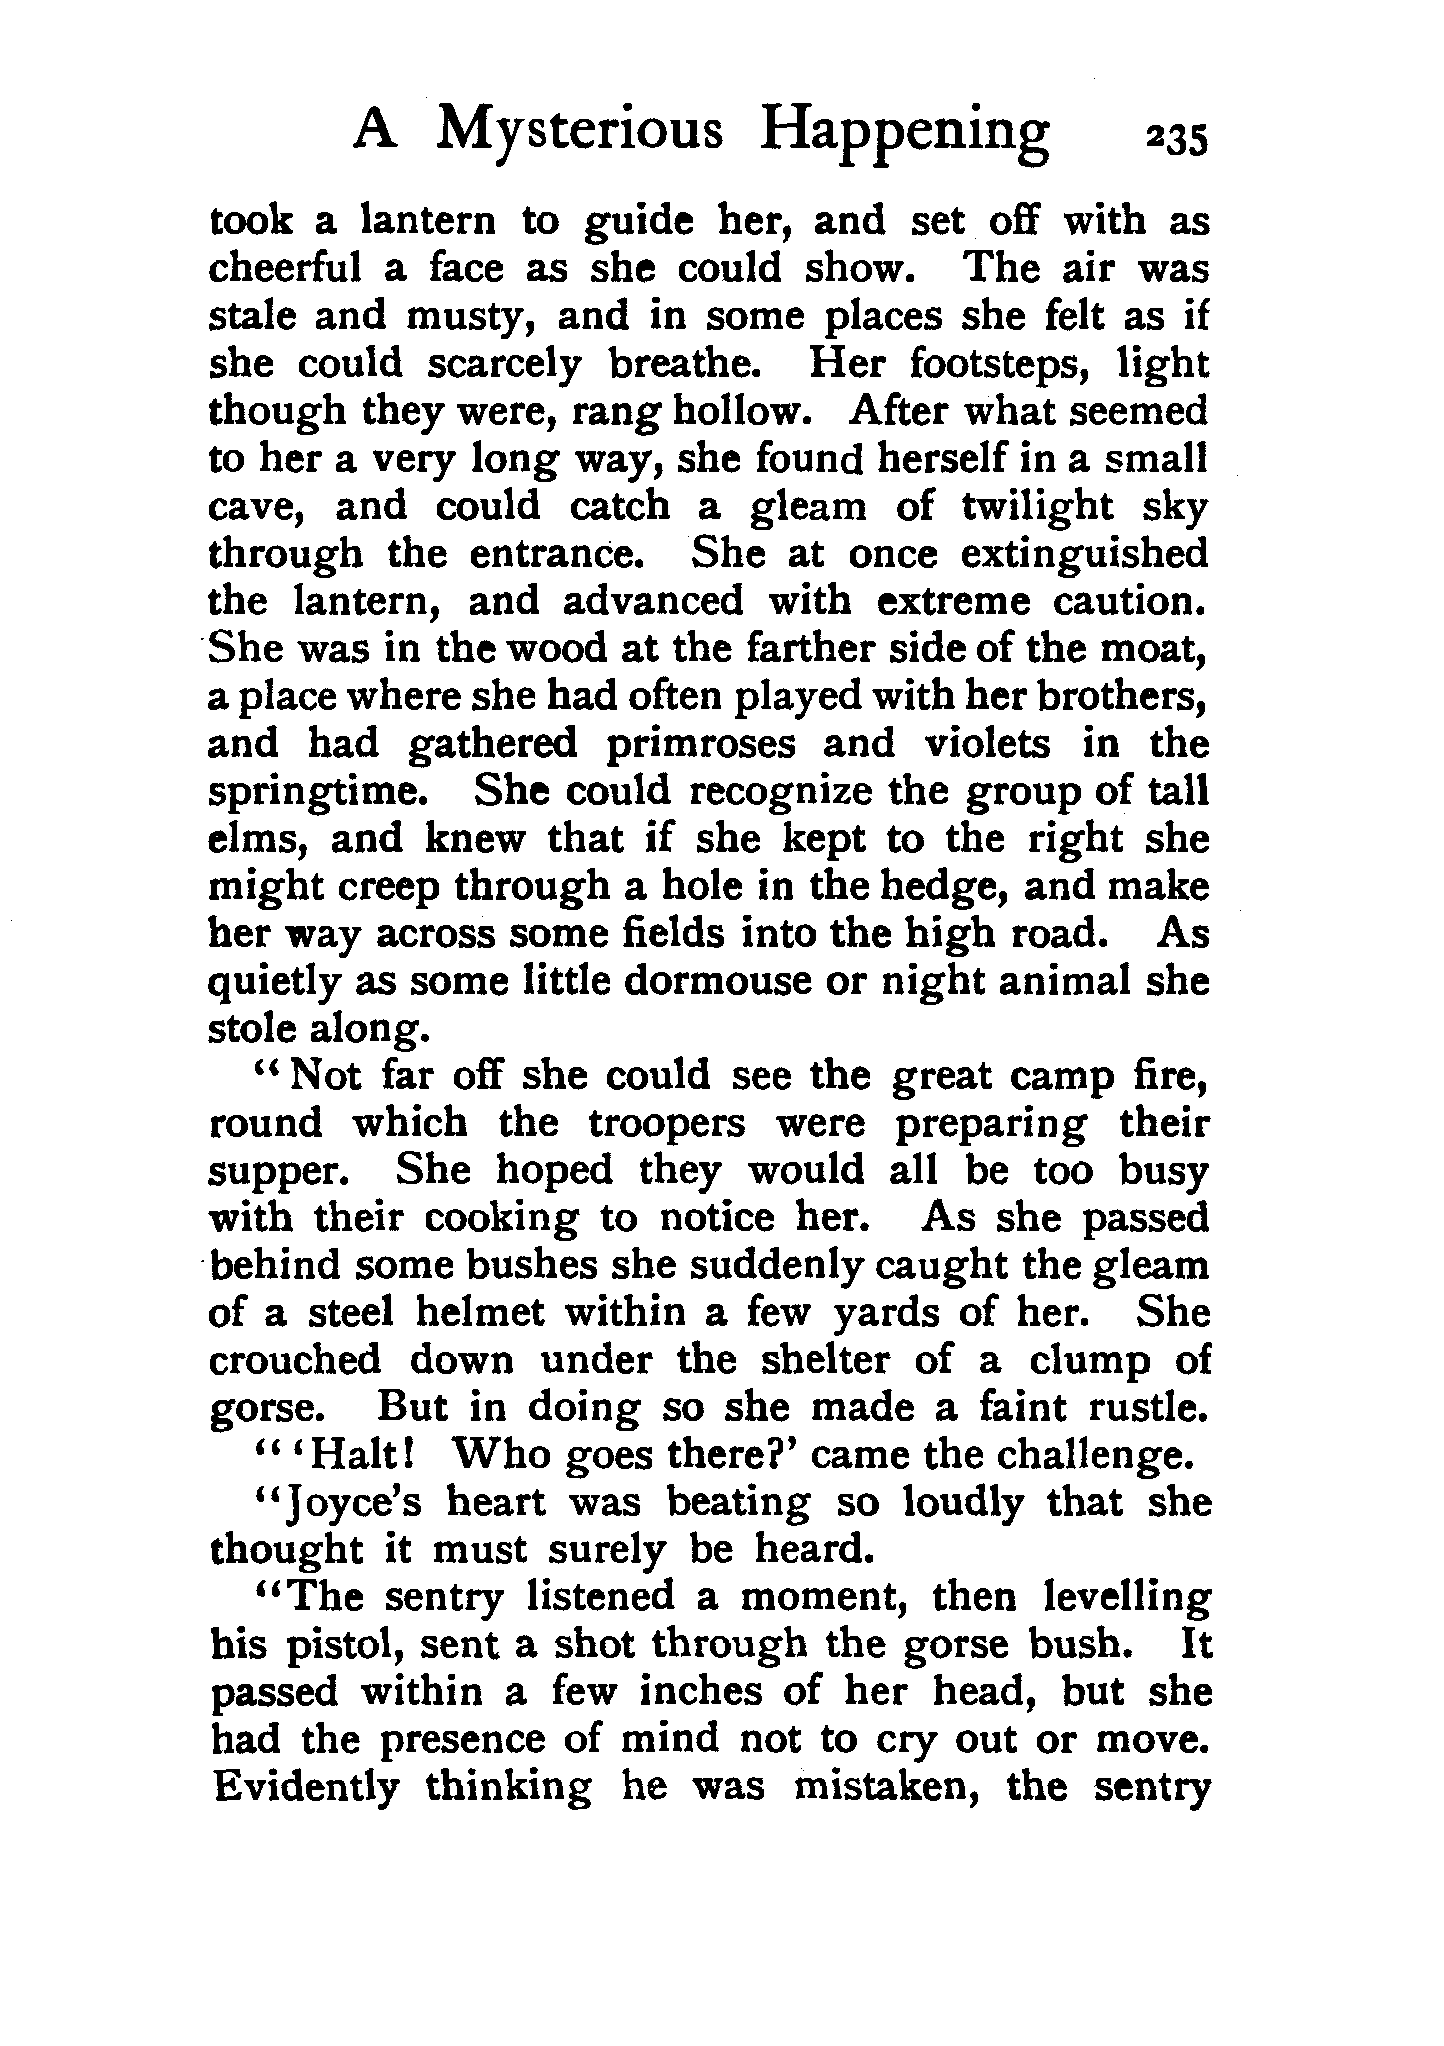 A Mysterious Happening 235
took a lantern to guide her, and set off with as
cheerful a face as she could show. The air was
stale and musty, and in some places she felt as if
she could scarcely breathe. Her footsteps, light
though they were, rang hollow. After what seemed
to her a very long way, she found herself in a small
cave, and could catch a gleam of twilight sky
through the entrance. She at once extinguished
the lantern, and advanced with extreme caution.
She was in the wood at the farther side of the moat,
a place where she had often played with her brothers,
and had gathered primroses and violets in the
springtime. She could recognize the group of tall
elms, and knew that if she kept to the right she
might creep through a hole in the hedge, and make
her way across some fields into the high road. As
quietly as some little dormouse or night animal she
stole along.
“Not far off she could see the great camp fire,
round which the troopers were preparing their
supper. She hoped they would all be too busy
with their cooking to notice her. As she passed
behind some bushes she suddenly caught the gleam
of a steel helmet within a few yards of her. She
crouched down under the shelter of a clump of
gorse. But in doing so she made a faint rustle.
“‘Halt! Who goes there?’ came the challenge.
“Joyce’s heart was beating so loudly that she
thought it must surely be heard.
“The sentry listened a moment, then levelling
his pistol, sent a shot through the gorse bush. It
passed within a few inches of her head, but she
had the presence of mind not to cry out or move.
Evidently thinking he was mistaken, the sentry